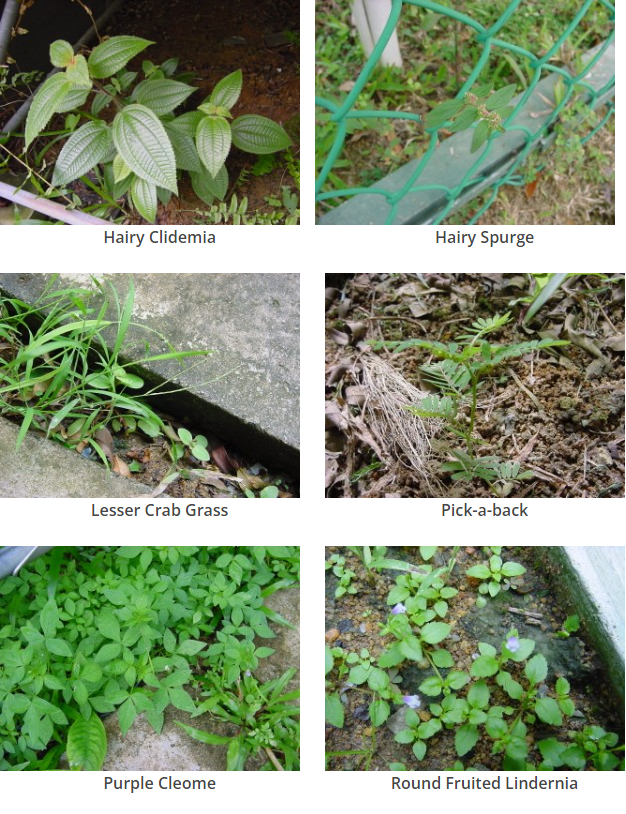 Hairy Clidemia
Hairy Spurge
Lesser Crab Grass
Pick-a-back
Purple Cleome
Round Fruited Lindernia